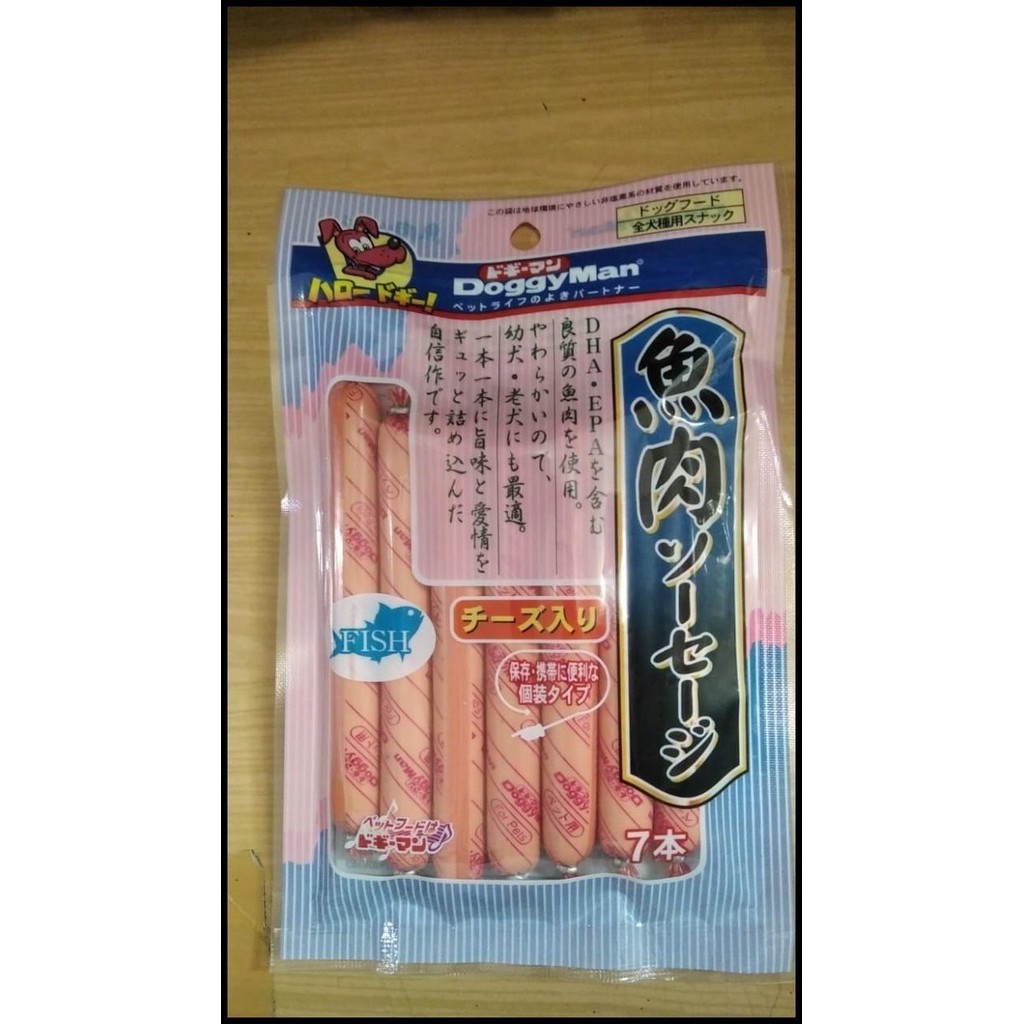 この袋は地球環境にやさしい非塩素系の材質を使用しています。
ドッグフード
全犬種用スナック
ハロードギー!
ドギーマン
DoggyMan®
ペットライフのよきパートナー
魚肉ソーセージ
DHA・EPAを含む
良質の魚肉を使用。
やわらかいので、
幼犬・老犬にも最適。
一本一本に旨味と愛情を
ギュッと詰め込んだ
自信作です。
FISH
チーズ入り
保存・携帯に便利な
個装タイプ
Doggy
For Pets
ペット用
ペットフードは
ドギーマン
7本